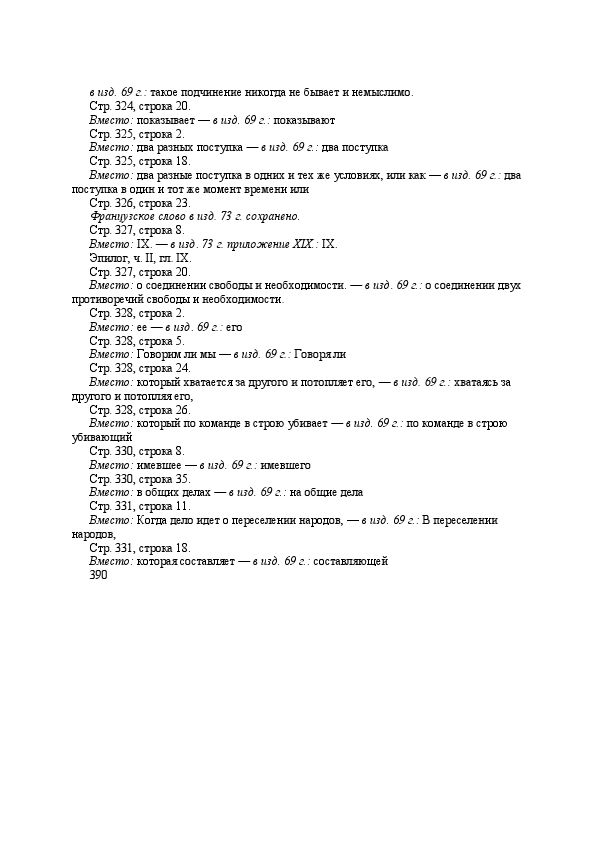 в изд. 69 г.: такое подчинение никогда не бывает и немыслимо.
Стр. 324, строка 20.
Вместо: показывает — в изд. 69 г.: показывают
Стр. 325, строка 2.
Вместо: два разных поступка — в изд. 69 г.: два поступка
Стр. 325, строка 18.
Вместо: два разные поступка в одних и тех же условиях, или как — в изд. 69 г.: два
поступка в один и тот же момент времени или
Стр. 326, строка 23.
Французское слово в изд. 73 г. сохранено.
Стр. 327, строка 8.
Вместо: IX. — в изд. 73 г. приложение XIX.: IX.
Эпилог, ч. II, гл. IX.
Стр. 327, строка 20.
Вместо: о соединении свободы и необходимости. — в изд. 69 г.: о соединении двух
противоречий свободы и необходимости.
Стр. 328, строка 2.
Вместо: ее — в изд. 69 г.: его
Стр. 328, строка 5.
Вместо: Говорим ли мы — в изд. 69 г.: Говоря ли
Стр. 328, строка 24.
Вместо: который хватается за другого и потопляет его, — в изд. 69 г.: хватаясь за
другого и потопляя его,
Стр. 328, строка 26.
Вместо: который по команде в строю убивает — в изд. 69 г.: по команде в строю
убивающий
Стр. 330, строка 8.
Вместо: имевшее — в изд. 69 г.: имевшего
Стр. 330, строка 35.
Вместо: в общих делах — в изд. 69 г.: на общие дела
Стр. 331, строка 11.
Вместо: Когда дело идет о переселении народов, — в изд. 69 г.: В переселении
народов,
Стр. 331, строка 18.
Вместо: которая составляет — в изд. 69 г.: составляющей
390